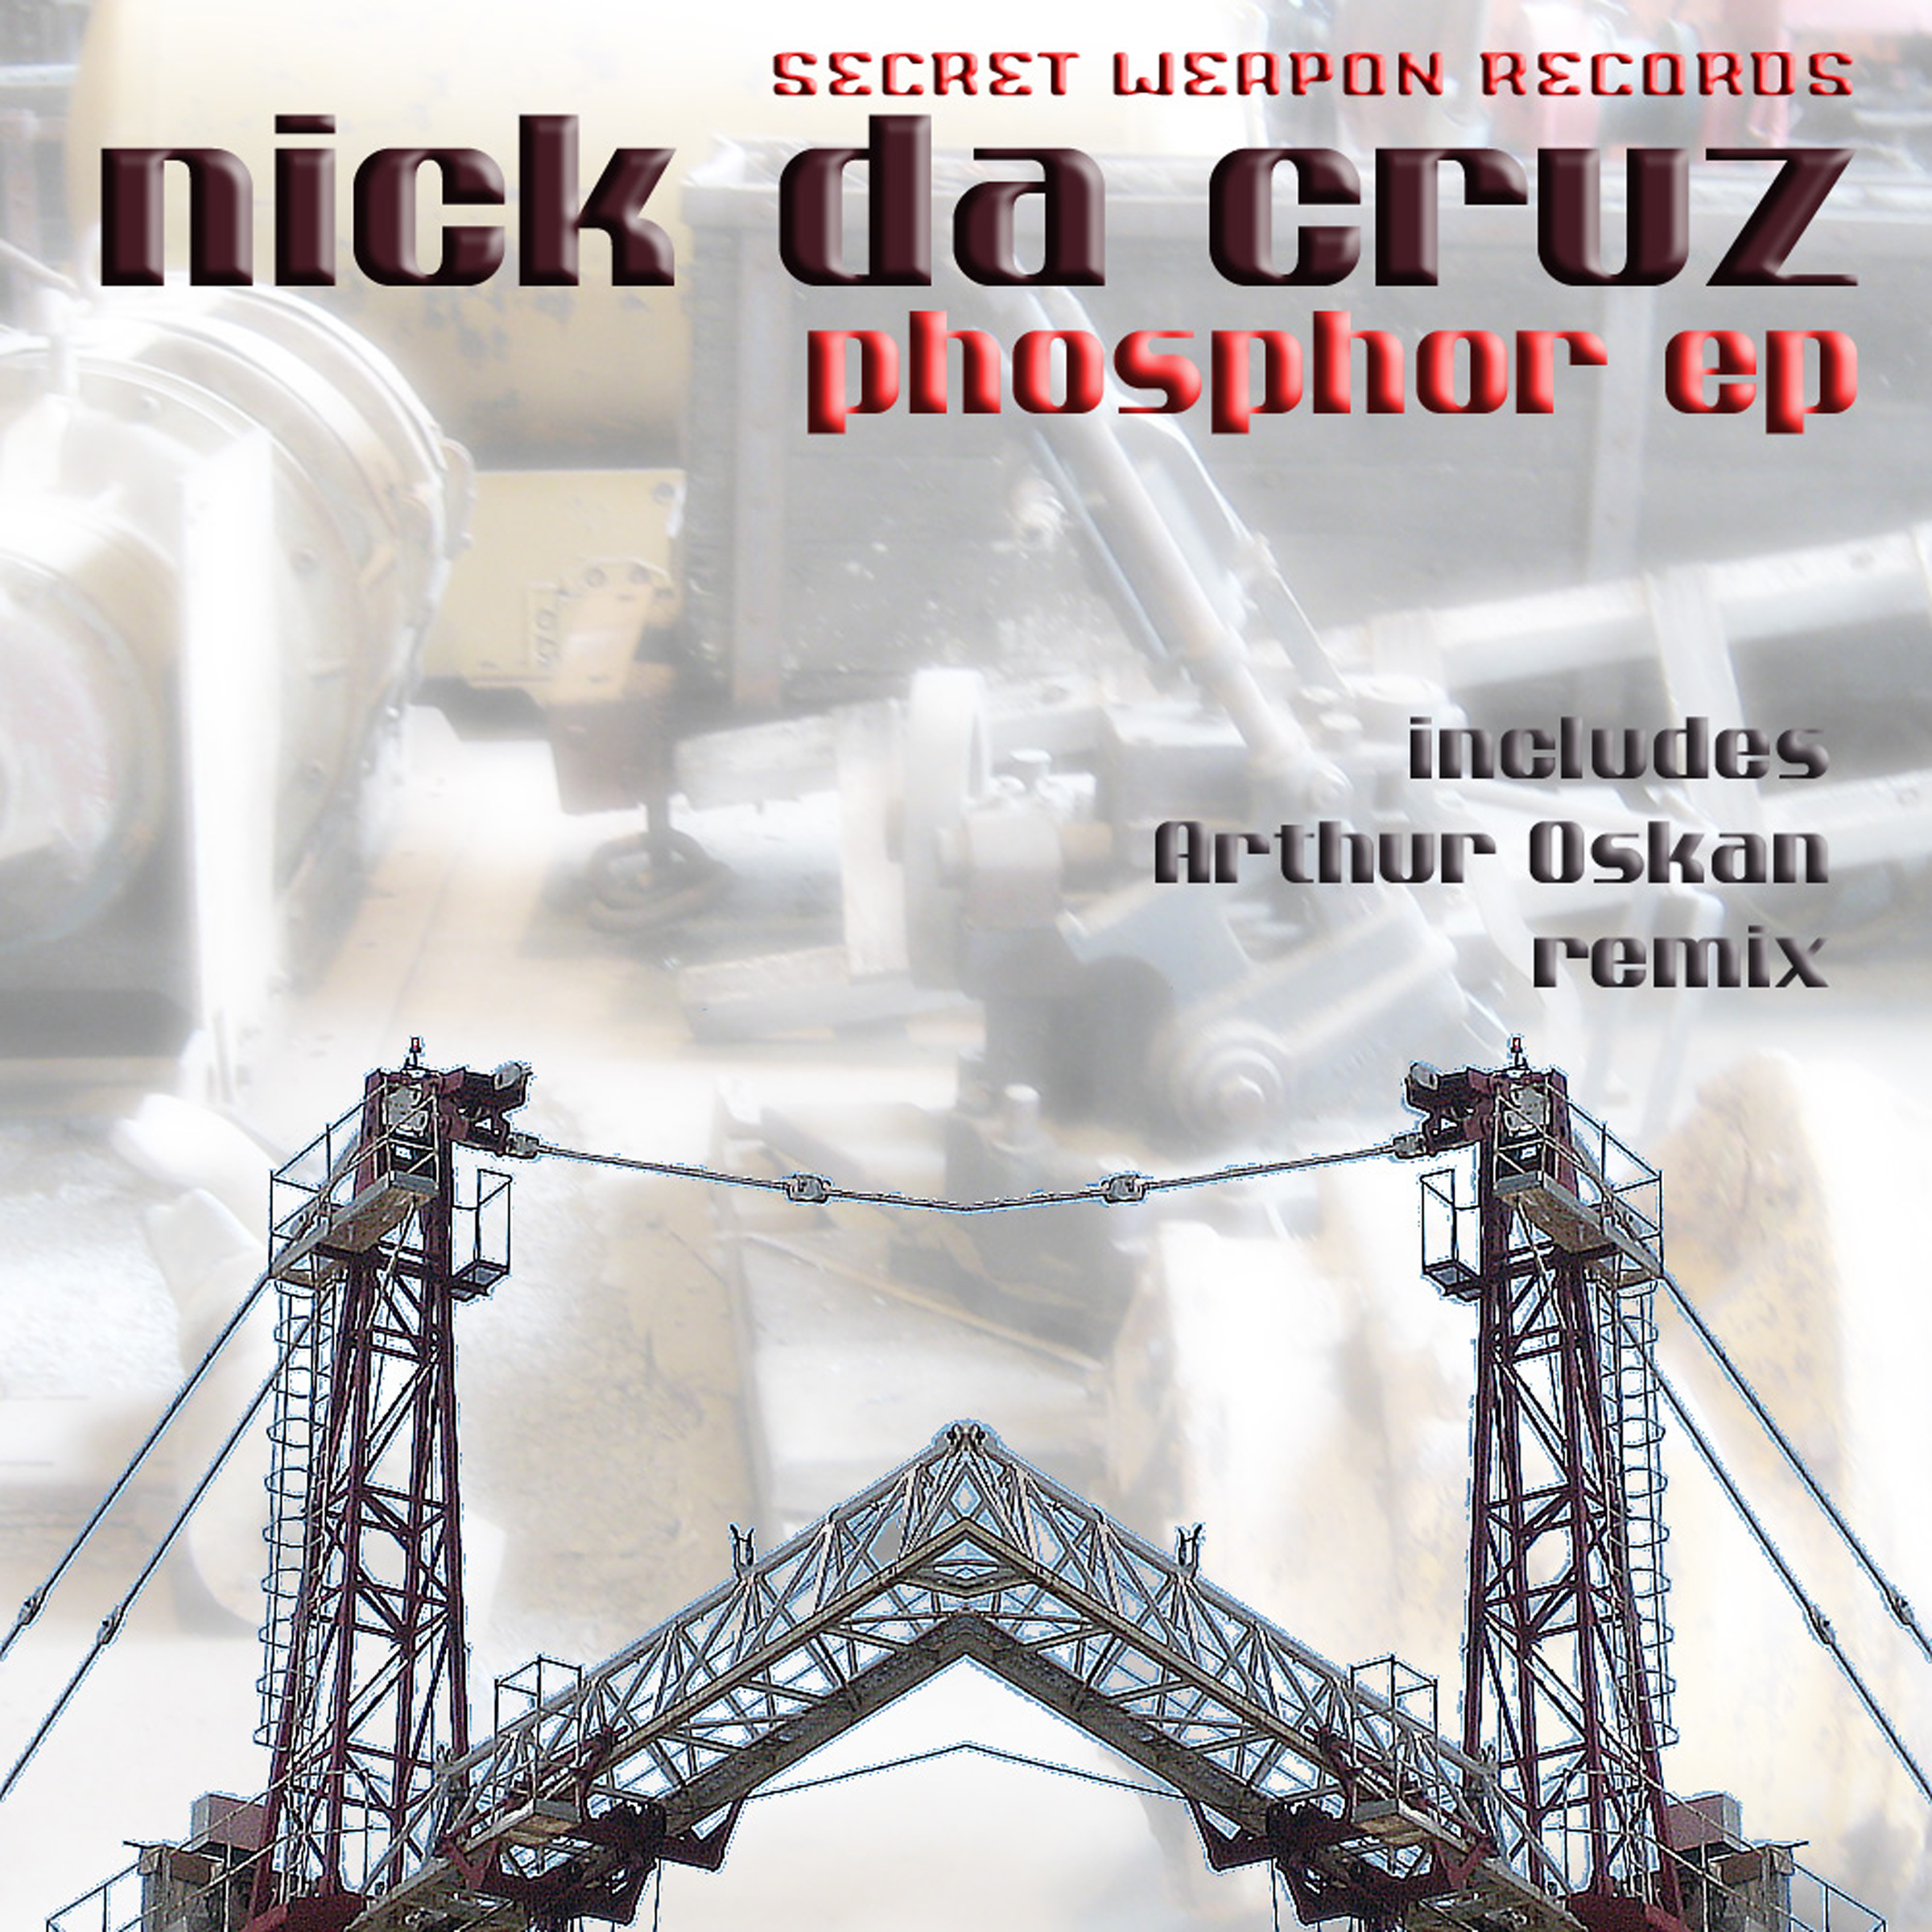 SECRET WEAPON RECORDS
nick da cruz
phosphor ep
includes
Arthur Oskan
remix